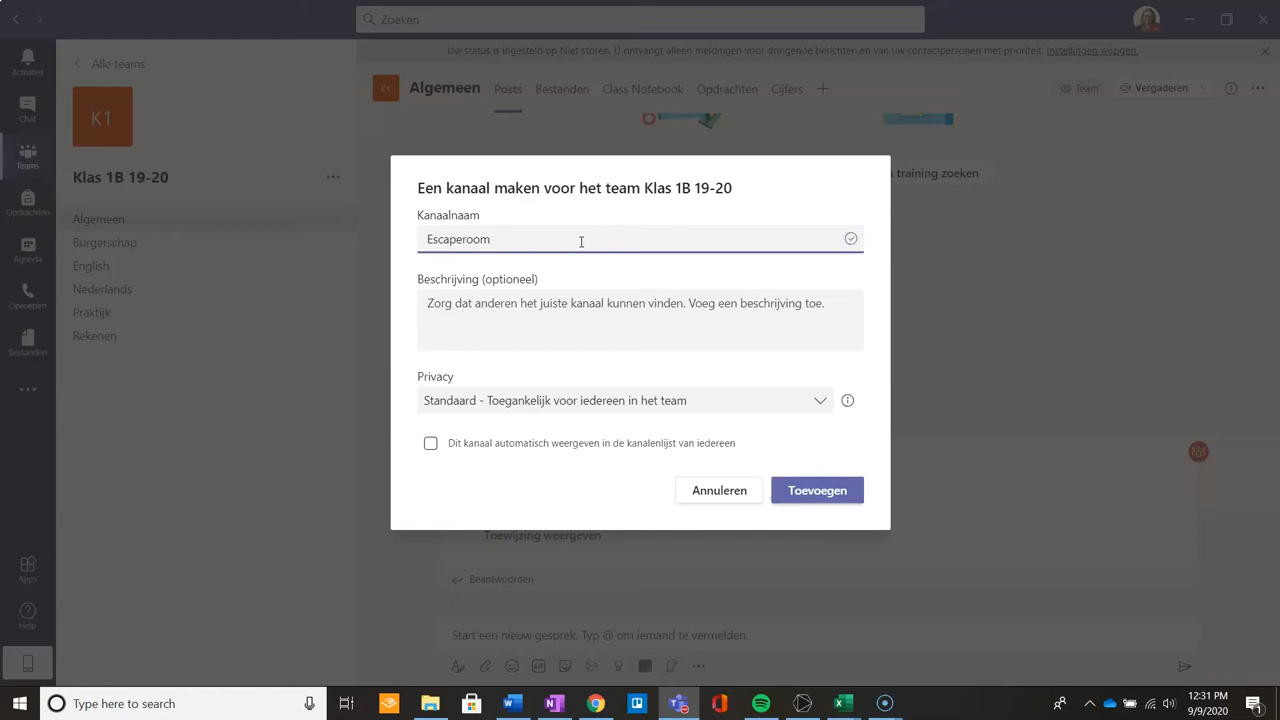 Zoeken
Uw status is ingesteld op Niet storen. U ontvangt alleen meldingen voor dringende berichten en van uw contactpersonen met prioriteit. Instellingen wijzigen.
Activiteit
Chat
Teams
Opdrachten
Agenda
Oproepen
Bestanden
Apps
Help
Alle teams
K1
Klas 1B 19-20
Algemeen
Burgerschap
English
Nederlands
Praktijk
Rekenen
K1 Algemeen Posts Bestanden Class Notebook Opdrachten Cijfers
Team Vergaderen
training zoeken
Een kanaal maken voor het team Klas 1B 19-20
Kanaalnaam
Escaperoom
Beschrijving (optioneel)
Zorg dat anderen het juiste kanaal kunnen vinden. Voeg een beschrijving toe.
Privacy
Standaard - Toegankelijk voor iedereen in het team
Dit kanaal automatisch weergeven in de kanalenlijst van iedereen
Annuleren Toevoegen
Toewijzing weergeven
Beantwoorden
Start een nieuw gesprek. Typ @ om iemand te vermelden.
Type here to search
12:31 PM
9/9/2020